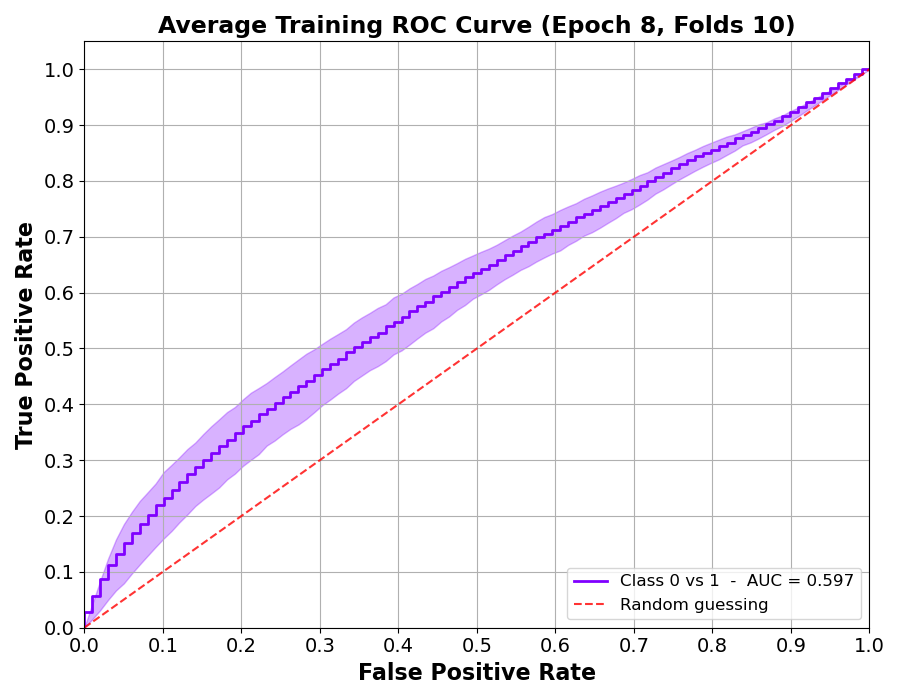 Average Training ROC Curve (Epoch 8, Folds 10)
True Positive Rate
1.0
0.9
0.8
0.7
0.6
0.5
0.4
0.3
0.2
0.1
0.0
Class 0 vs 1 - AUC = 0.597
Random guessing
0.0 0.1 0.2 0.3 0.4 0.5 0.6 0.7 0.8 0.9 1.0
False Positive Rate